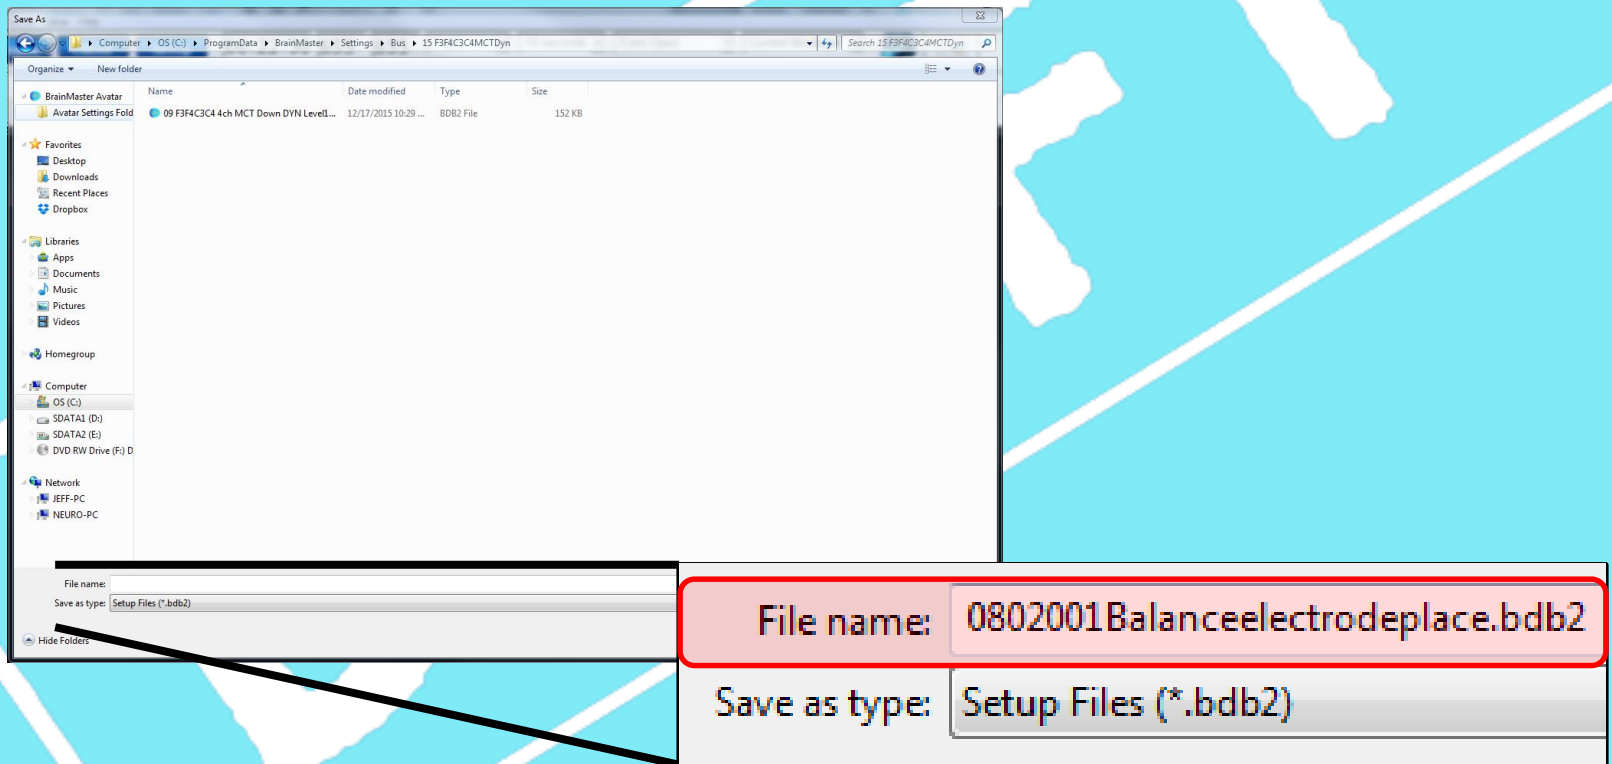 Save As
Computer OS (C:) ProgramData BrainMaster Settings Bus 15 F3F4C3C4MCTDyn Search 15 F3F4C3C4MCTDyn
Organize New folder
BrainMaster Avatar
Avatar Settings Fold
Favorites
Desktop
Downloads
Recent Places
Dropbox
Libraries
Apps
Documents
Music
Pictures
Videos
Homegroup
Computer
OS (C:)
SDATA1 (D:)
SDATA2 (E:)
DVD RW Drive (F:) D
Network
JEFF-PC
NEURO-PC
Name Date modified Type Size
09 F3F4C3C4 4ch MCT Down DYN Level1... 12/17/2015 10:29 ... BDB2 File 152 KB
File name:
Save as type: Setup Files (*.bdb2)
Hide Folders
File name: 0802001Balanceelectrodeplace.bdb2
Save as type: Setup Files (*.bdb2)